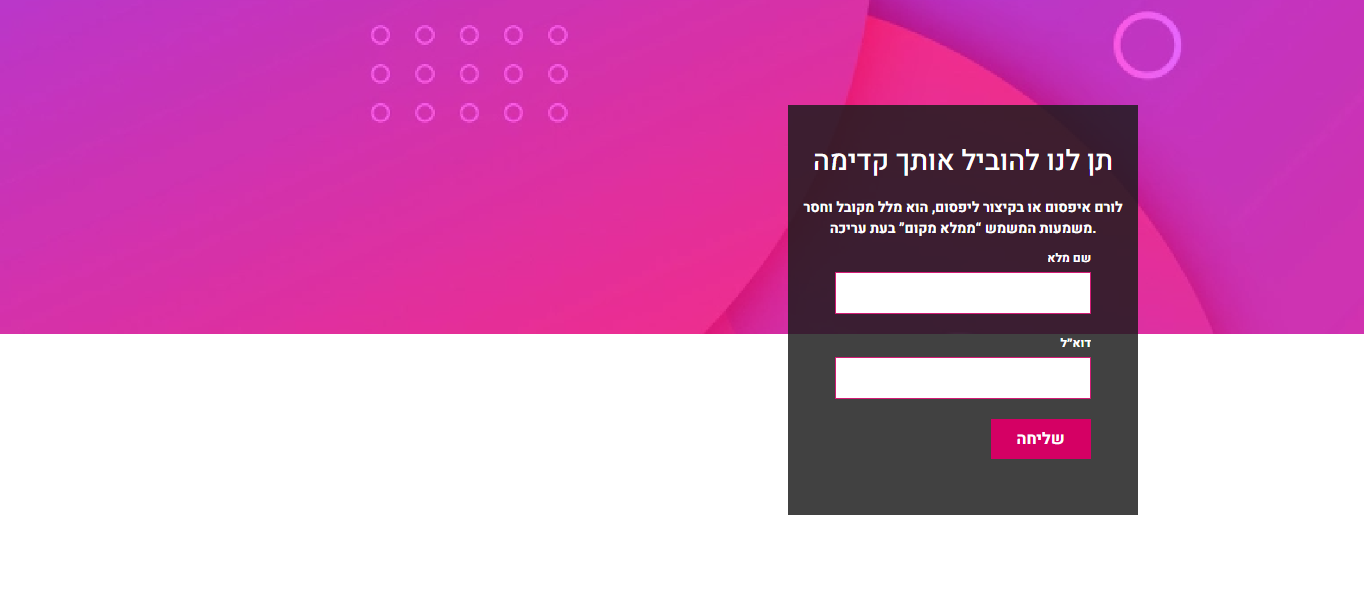 תן לנו להוביל אותך קדימה
לורם איפסום או בקיצור ליפסום, הוא מלל מקובל וחסר
משמעות המשמש ”ממלא מקום” בעת עריכה.
שם מלא
דוא״ל
שליחה